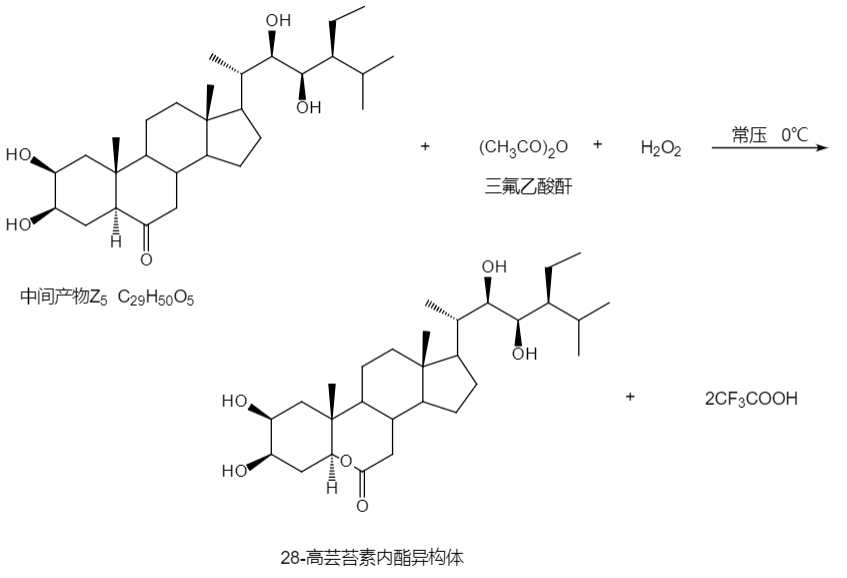 OH
OH
HO
HO
H
O
+
(CH₃CO)₂O
三氟乙酸酐
+
H₂O₂
常压 0℃
中间产物Z₅ C₂₉H₅₀O₅
OH
OH
HO
HO
O
H
O
+
2CF₃COOH
28-高芸苔素内酯异构体